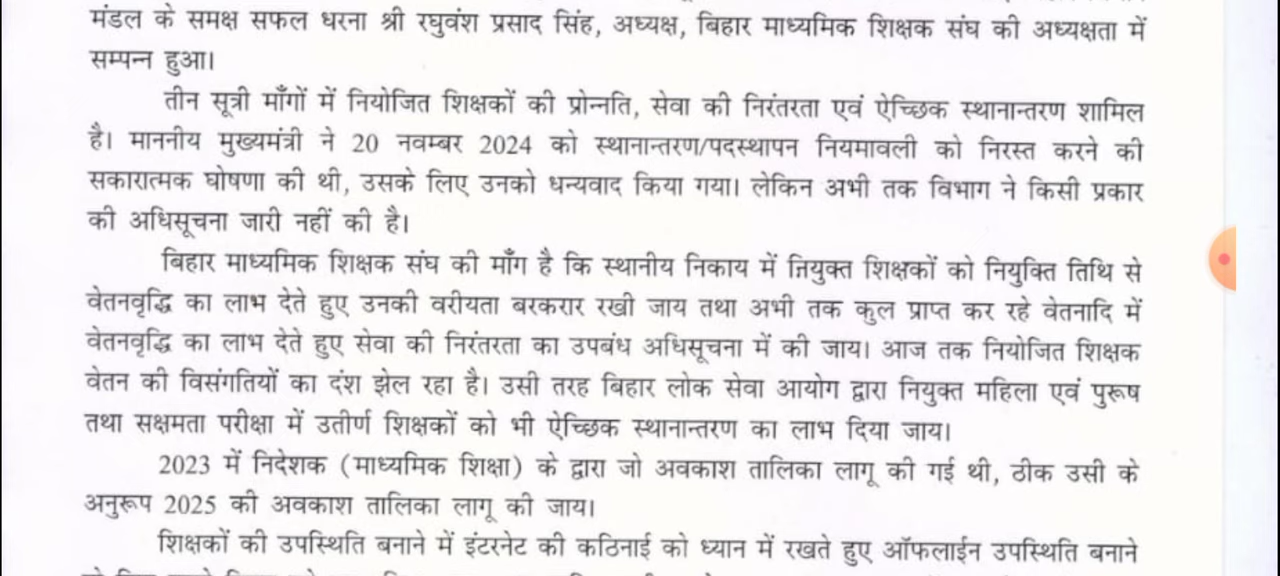 मंडल के समक्ष सफल धरना श्री रघुवंश प्रसाद सिंह, अध्यक्ष, बिहार माध्यमिक शिक्षक संघ की अध्यक्षता में
सम्पन्न हुआ।
तीन सूत्री माँगों में नियोजित शिक्षकों की प्रोन्नति, सेवा की निरंतरता एवं ऐच्छिक स्थानान्तरण शामिल
है। माननीय मुख्यमंत्री ने 20 नवम्बर 2024 को स्थानान्तरण/पदस्थापन नियमावली को निरस्त करने की
सकारात्मक घोषणा की थी, उसके लिए उनको धन्यवाद किया गया। लेकिन अभी तक विभाग ने किसी प्रकार
की अधिसूचना जारी नहीं की है।
बिहार माध्यमिक शिक्षक संघ की माँग है कि स्थानीय निकाय में नियुक्त शिक्षकों को नियुक्ति तिथि से
वेतनवृद्धि का लाभ देते हुए उनकी वरीयता बरकरार रखी जाय तथा अभी तक कुल प्राप्त कर रहे वेतनादि में
वेतनवृद्धि का लाभ देते हुए सेवा की निरंतरता का उपबंध अधिसूचना में की जाय। आज तक नियोजित शिक्षक
वेतन की विसंगतियों का दंश झेल रहा है। उसी तरह बिहार लोक सेवा आयोग द्वारा नियुक्त महिला एवं पुरूष
तथा सक्षमता परीक्षा में उतीर्ण शिक्षकों को भी ऐच्छिक स्थानान्तरण का लाभ दिया जाय।
2023 में निदेशक (माध्यमिक शिक्षा) के द्वारा जो अवकाश तालिका लागू की गई थी, ठीक उसी के
अनुरूप 2025 की अवकाश तालिका लागू की जाय।
शिक्षकों की उपस्थिति बनाने में इंटरनेट की कठिनाई को ध्यान में रखते हुए ऑफलाईन उपस्थिति बनाने